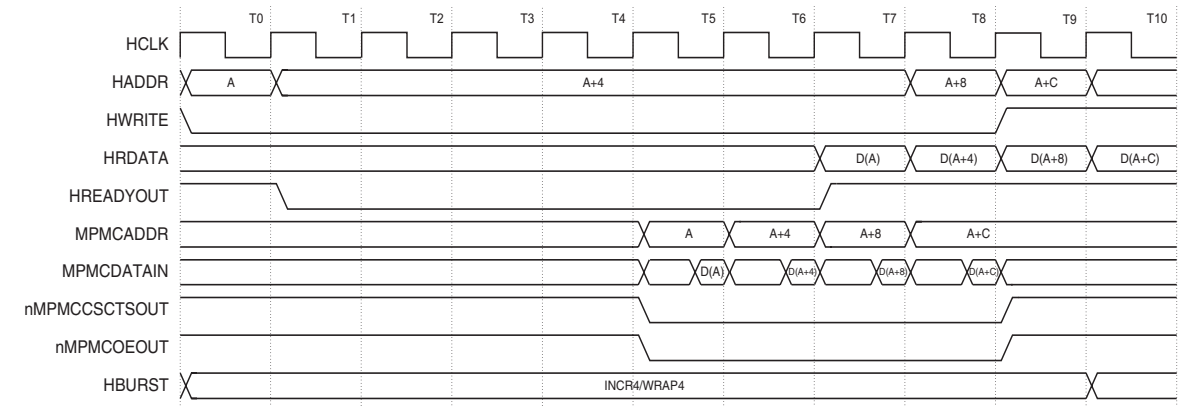 T0 T1 T2 T3 T4 T5 T6 T7 T8 T9 T10
HCLK
HADDR A A+4 A+8 A+C
HWRITE
HRDATA D(A) D(A+4) D(A+8) D(A+C)
HREADYOUT
MPMCADDR A A+4 A+8 A+C
MPMCDATAIN D(A) D(A+4) D(A+8) D(A+C)
nMPMCCSCTSOUT
nMPMCOEOUT
HBURST INCR4/WRAP4